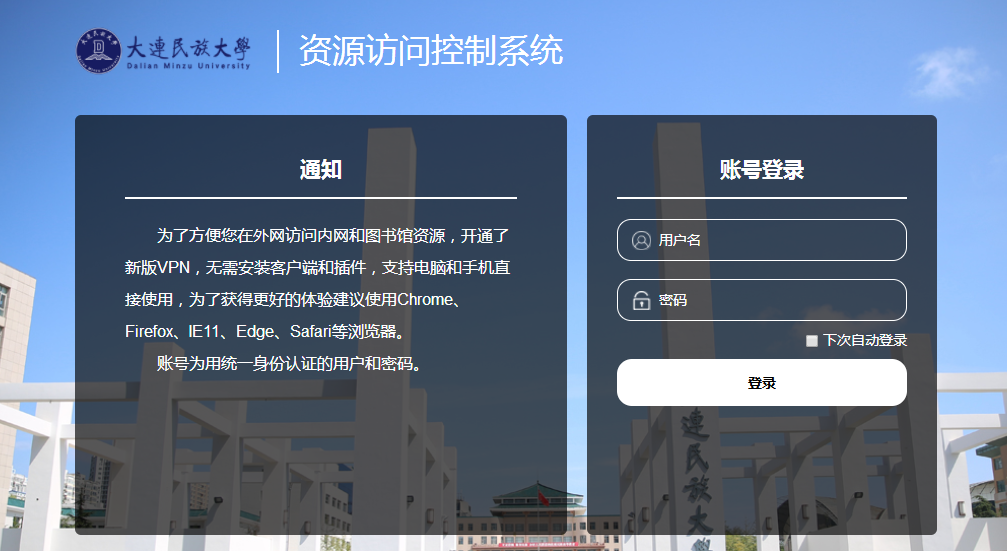 大連民族大學
Dalian Minzu University
资源访问控制系统
通知
为了方便您在外网访问内网和图书馆资源，开通了
新版VPN，无需安装客户端和插件，支持电脑和手机直
接使用，为了获得更好的体验建议使用Chrome、
Firefox、IE11、Edge、Safari等浏览器。
账号为用统一身份认证的用户和密码。
账号登录
用户名
密码
下次自动登录
登录
連民族大學